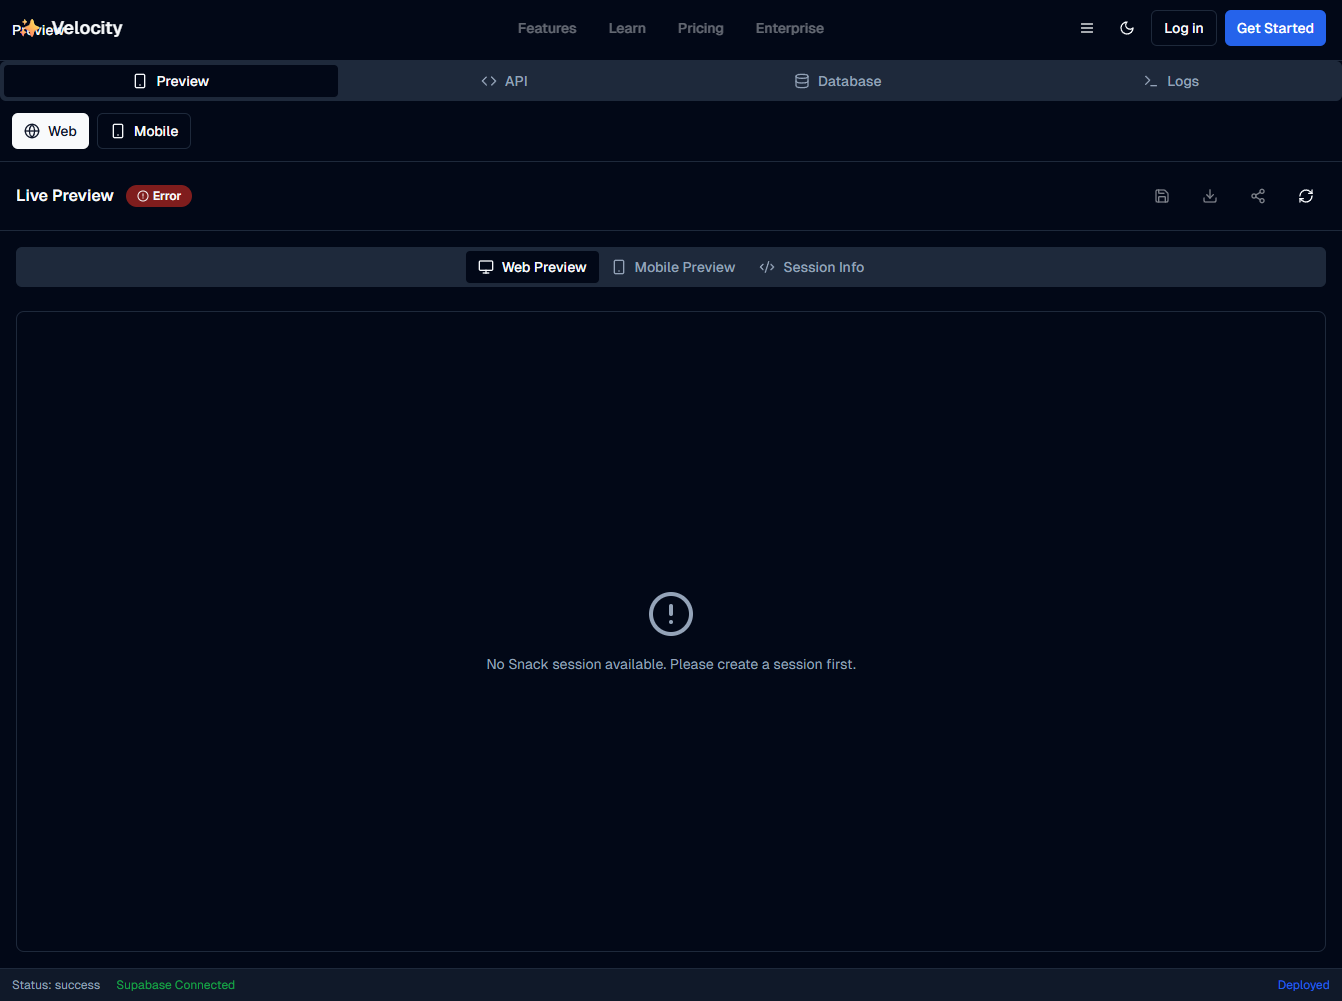 Preview
Velocity
Features Learn Pricing Enterprise
Log in
Get Started
Preview
API
Database
Logs
Web
Mobile
Live Preview
Error
Web Preview
Mobile Preview
Session Info
No Snack session available. Please create a session first.
Status: success
Supabase Connected
Deployed